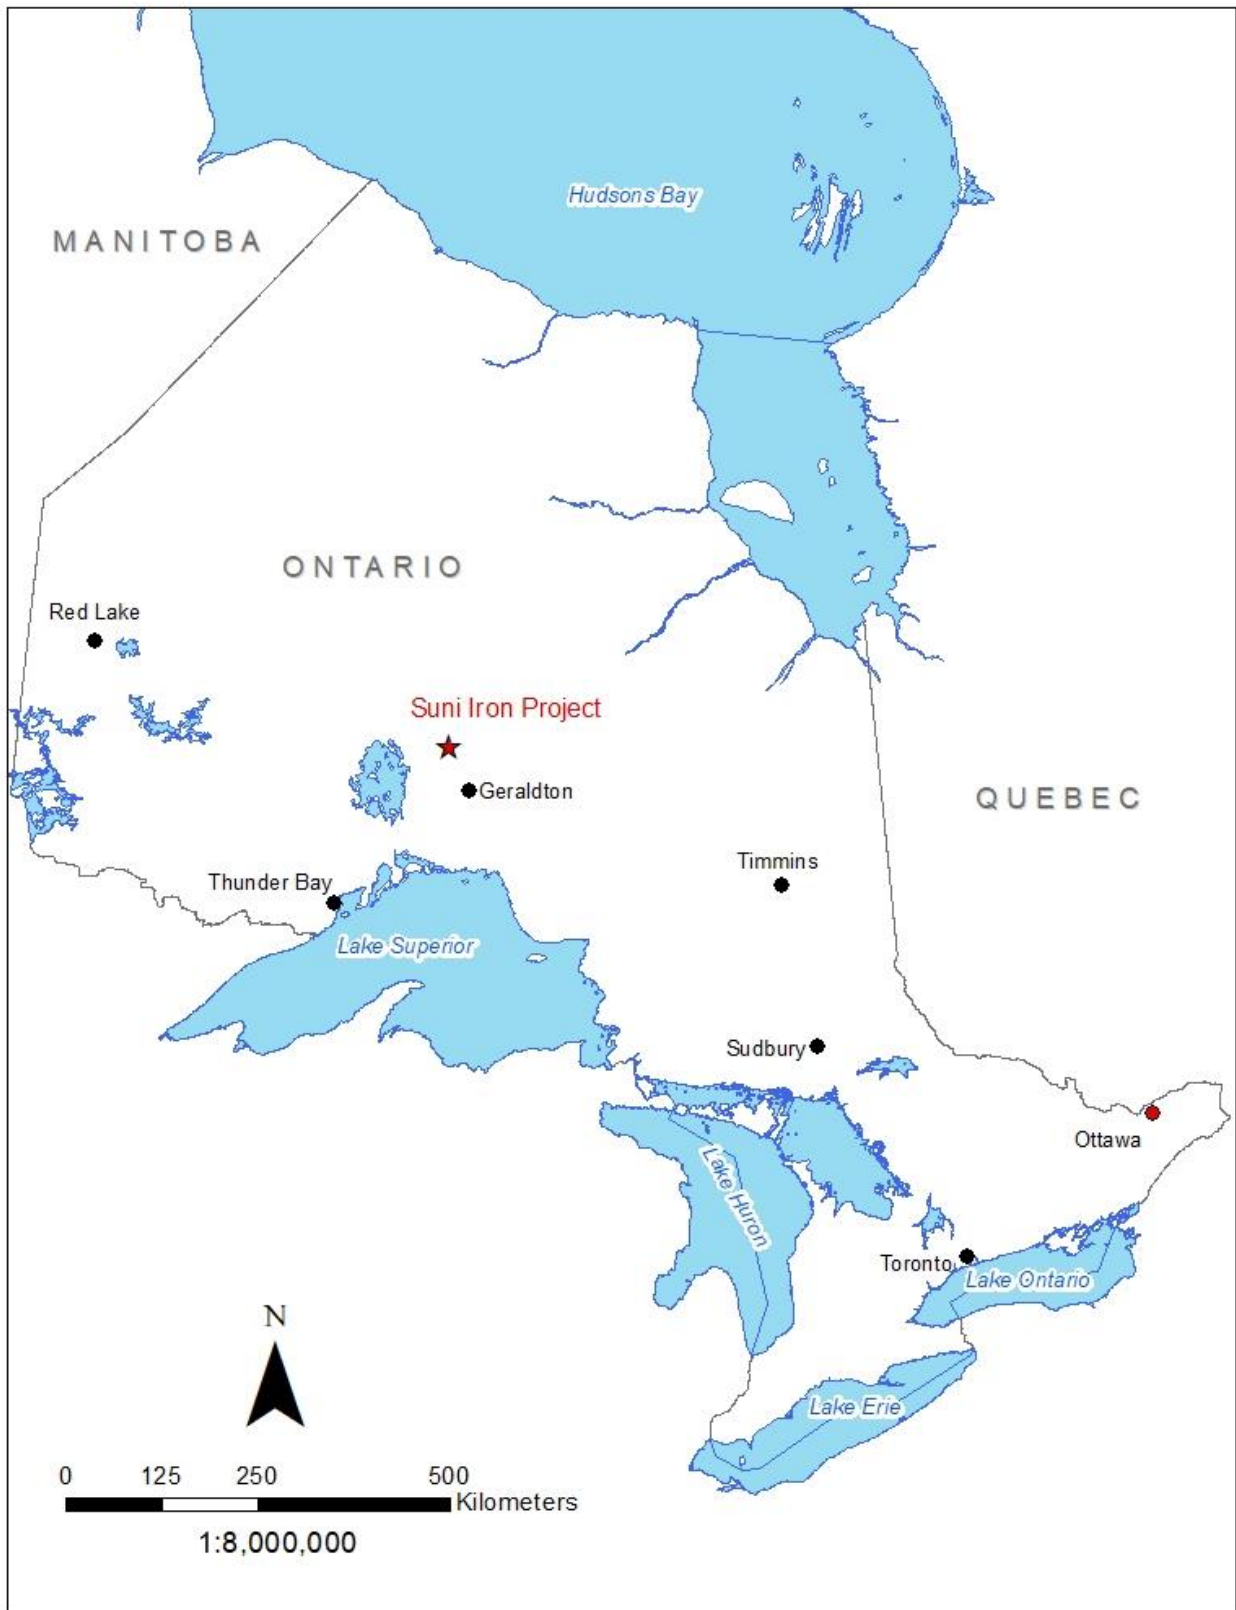 Hudsons Bay
MANITOBA
ONTARIO
Red Lake
Suni Iron Project
Geraldton
QUEBEC
Timmins
Thunder Bay
Lake Superior
Sudbury
Ottawa
Lake Huron
Toronto
Lake Ontario
N
Lake Erie
0 125 250 500
Kilometers
1:8,000,000